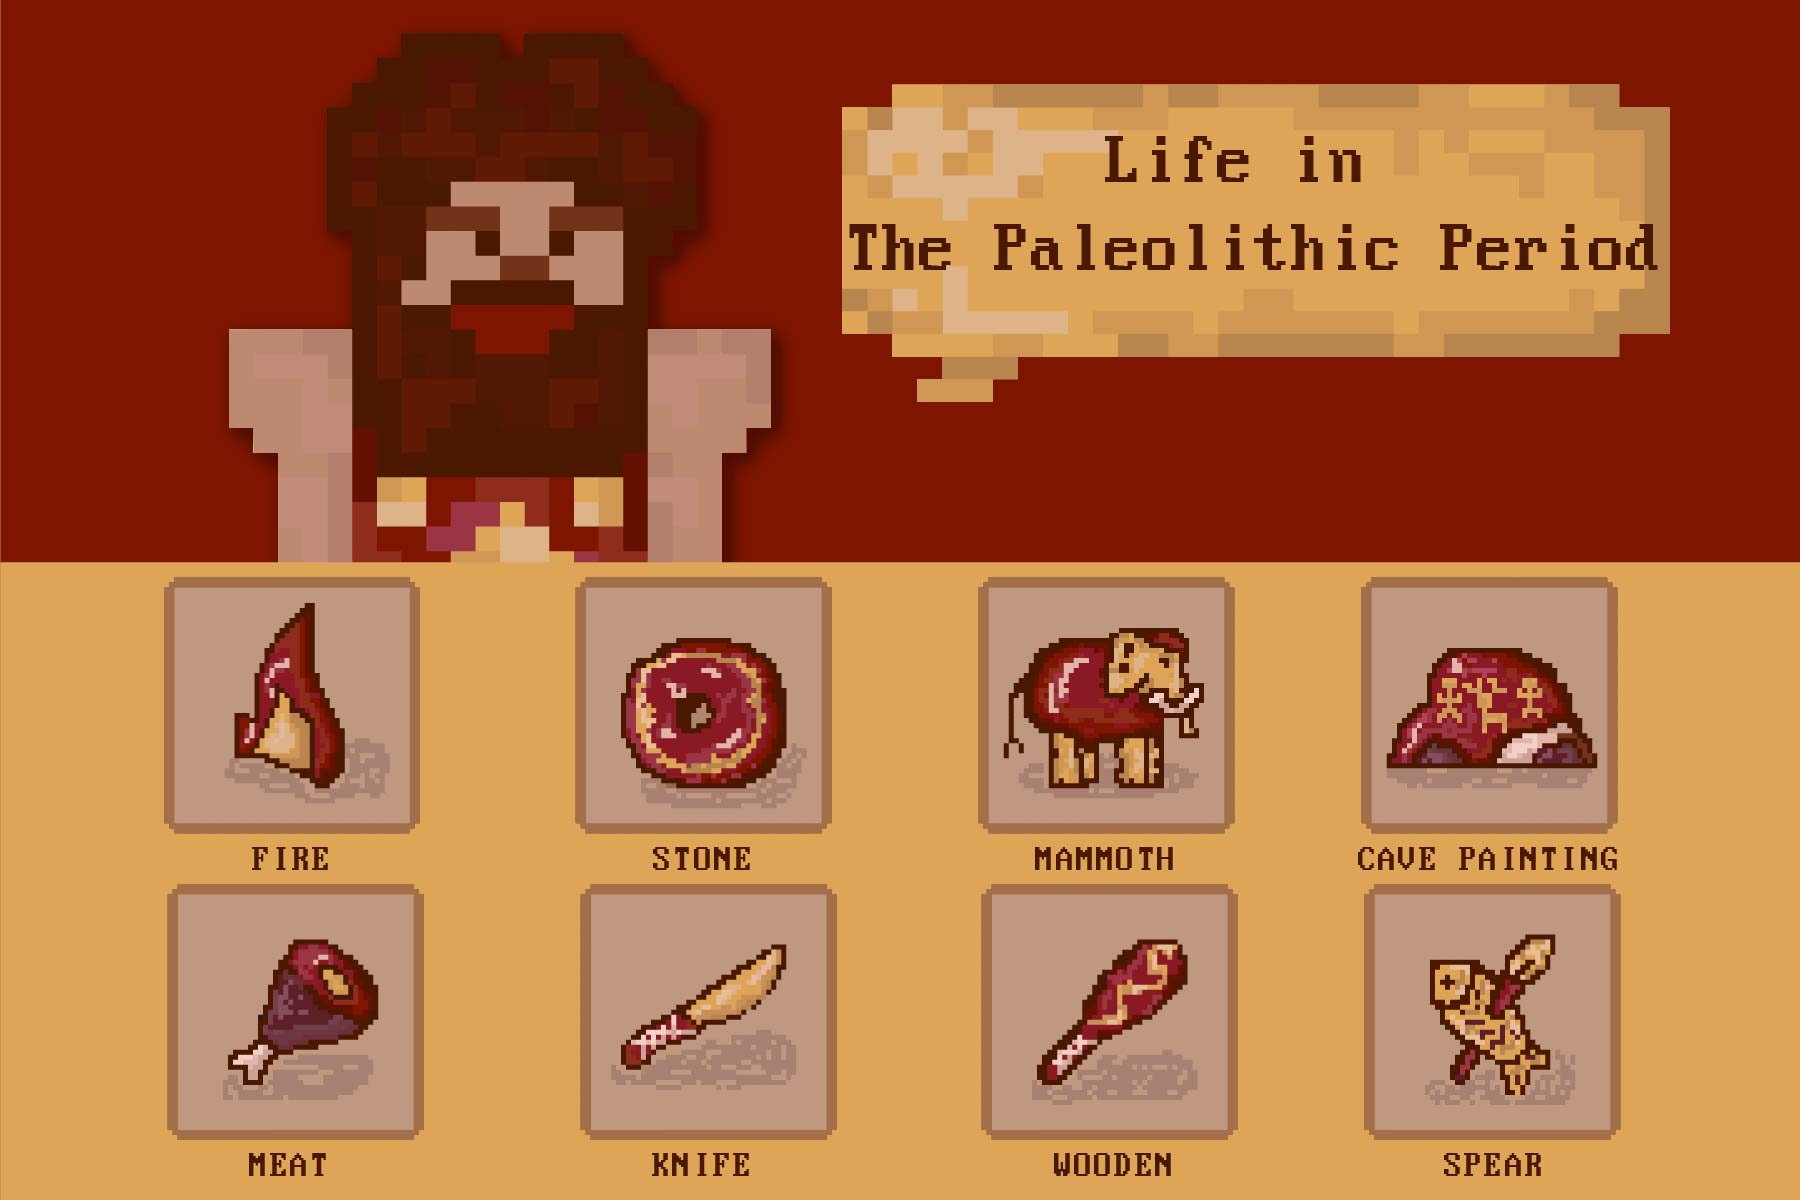 Life in
The Paleolithic Period
FIRE
STONE
MAMMOTH
CAVE PAINTING
MEAT
KNIFE
WOODEN
SPEAR